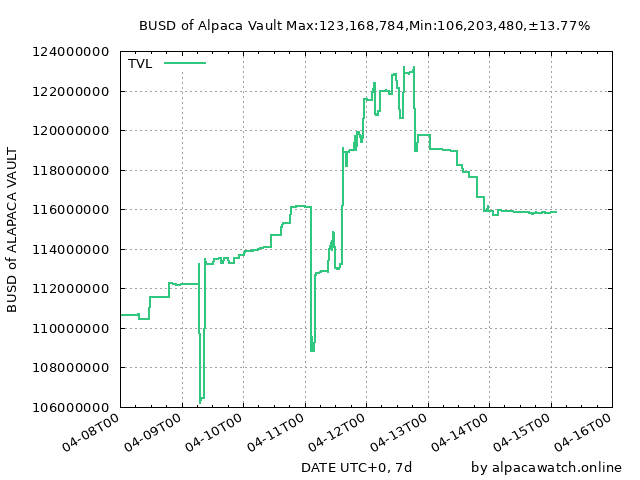 BUSD of Alpaca Vault Max:123,168,784,Min:106,203,480,±13.77%
TVL
124000000
122000000
120000000
118000000
116000000
114000000
112000000
110000000
108000000
106000000
BUSD of ALAPACA VAULT
04-08T00
04-09T00
04-10T00
04-11T00
04-12T00
04-13T00
04-14T00
04-15T00
04-16T00
DATE UTC+0, 7d
by alpacawatch.online